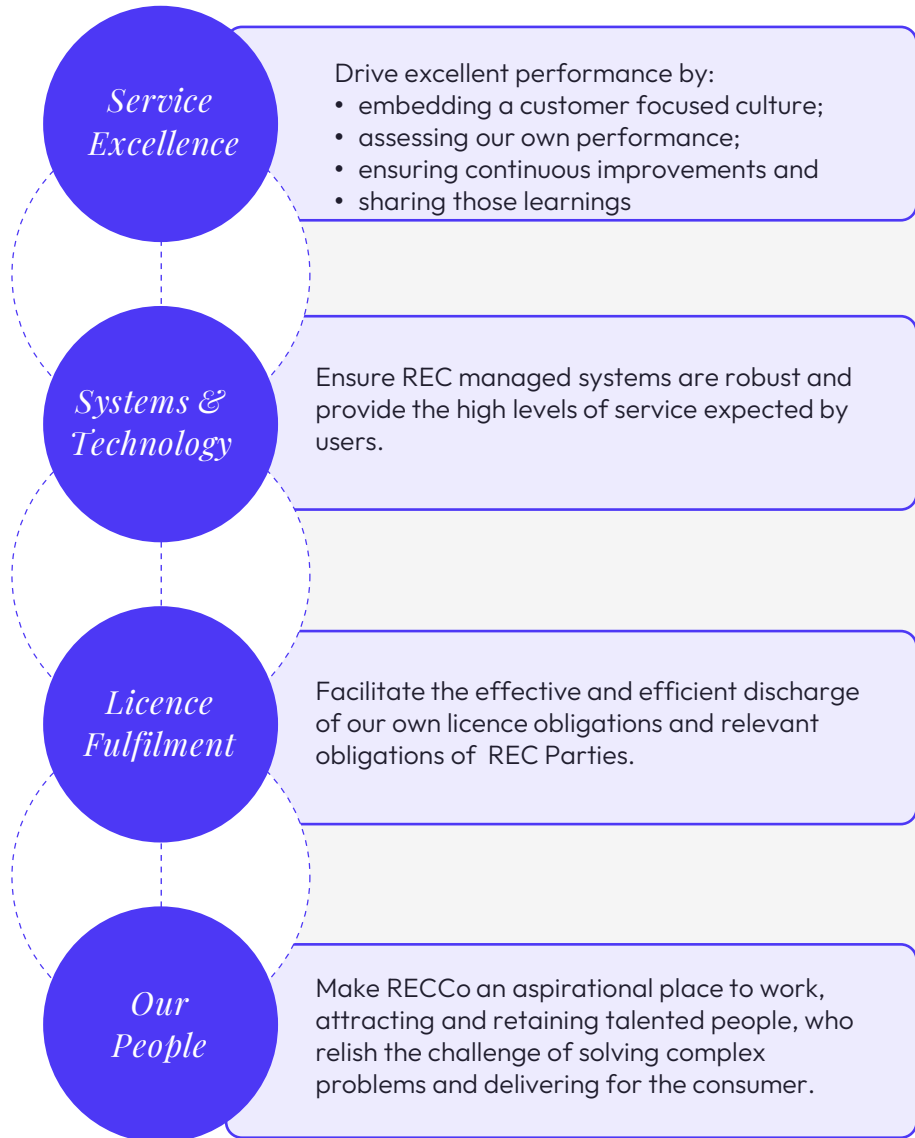 Service
Excellence
Drive excellent performance by:
• embedding a customer focused culture;
• assessing our own performance;
• ensuring continuous improvements and
• sharing those learnings
Systems &
Technology
Ensure REC managed systems are robust and
provide the high levels of service expected by
users.
Licence
Fulfilment
Facilitate the effective and efficient discharge
of our own licence obligations and relevant
obligations of  REC Parties.
Our
People
Make RECCo an aspirational place to work,
attracting and retaining talented people, who
relish the challenge of solving complex
problems and delivering for the consumer.